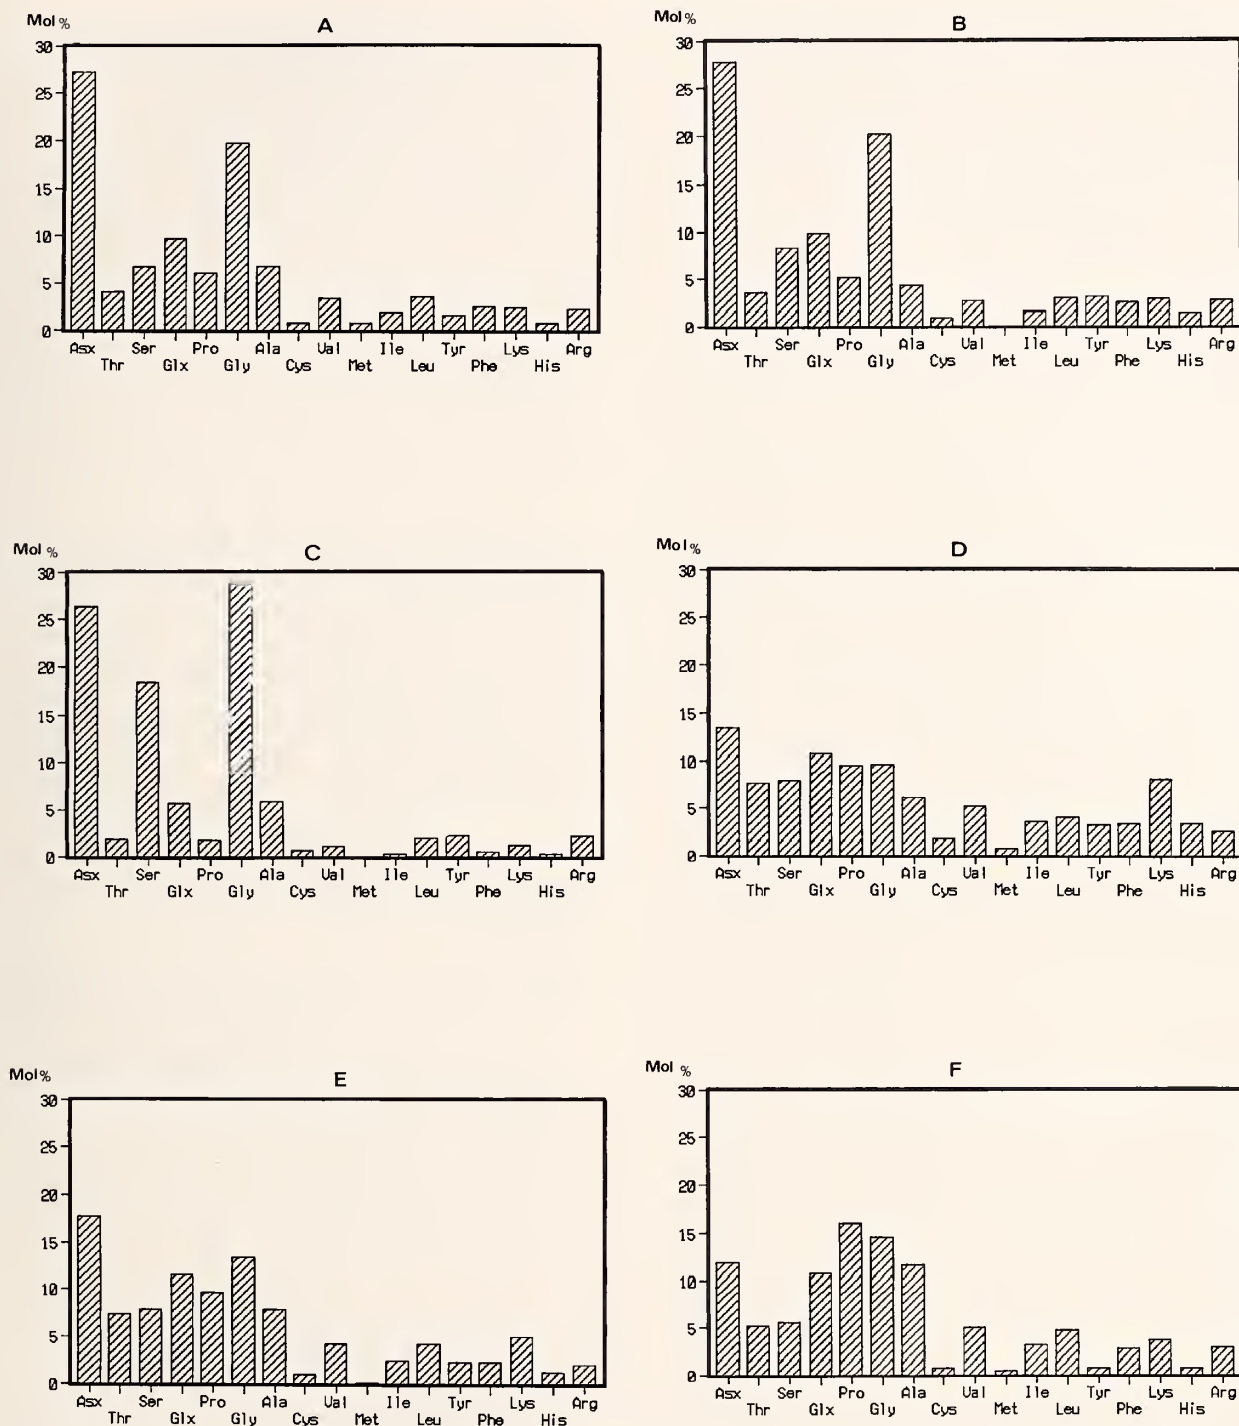 Mol %
A
30
25
20
15
10
5
0
Asx Ser Pro Ala Val Ile Tyr Lys Arg
Thr Glx Gly Cys Met Leu Phe His
Mol %
B
30
25
20
15
10
5
0
Asx Ser Pro Ala Val Ile Tyr Lys Arg
Thr Glx Gly Cys Met Leu Phe His
Mol %
C
30
25
20
15
10
5
0
Asx Ser Pro Ala Val Ile Tyr Lys Arg
Thr Glx Gly Cys Met Leu Phe His
Mol %
D
30
25
20
15
10
5
0
Asx Ser Pro Ala Val Ile Tyr Lys Arg
Thr Glx Gly Cys Met Leu Phe His
Mol %
E
30
25
20
15
10
5
0
Asx Ser Pro Ala Val Ile Tyr Lys Arg
Thr Glx Gly Cys Met Leu Phe His
Mol %
F
30
25
20
15
10
5
0
Asx Ser Pro Ala Val Ile Tyr Lys Arg
Thr Glx Gly Cys Met Leu Phe His